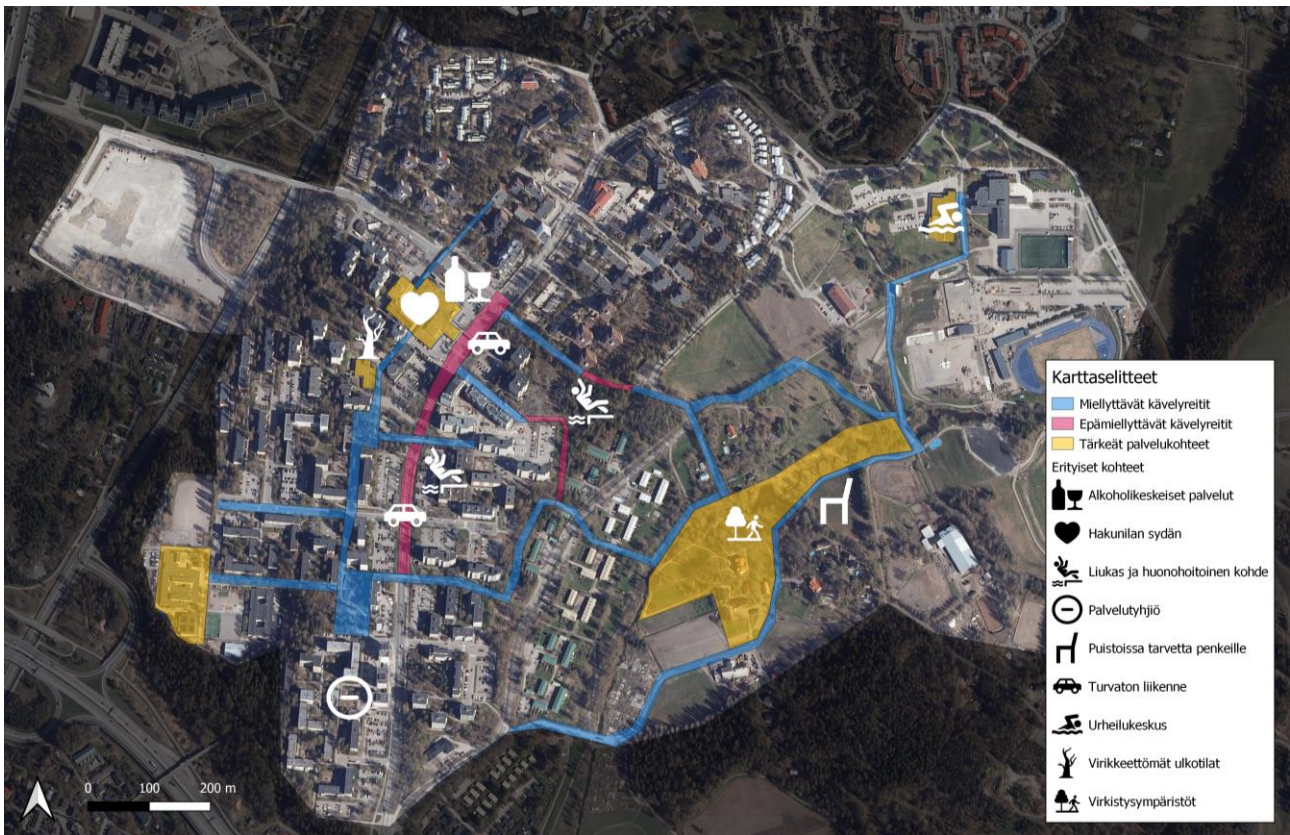 Karttaselitteet
Miellyttävät kävelyreitit
Epämiellyttävät kävelyreitit
Tärkeät palvelukohteet
Erityiset kohteet
Alkoholikeskeiset palvelut
Hakunilan sydän
Liukas ja huonohoitoinen kohde
Palvelutyhjiö
Puistoissa tarvetta penkeille
Turvaton liikenne
Urheilukeskus
Virikkeettömät ulkotilat
Virkistysympäristöt
0 100 200 m